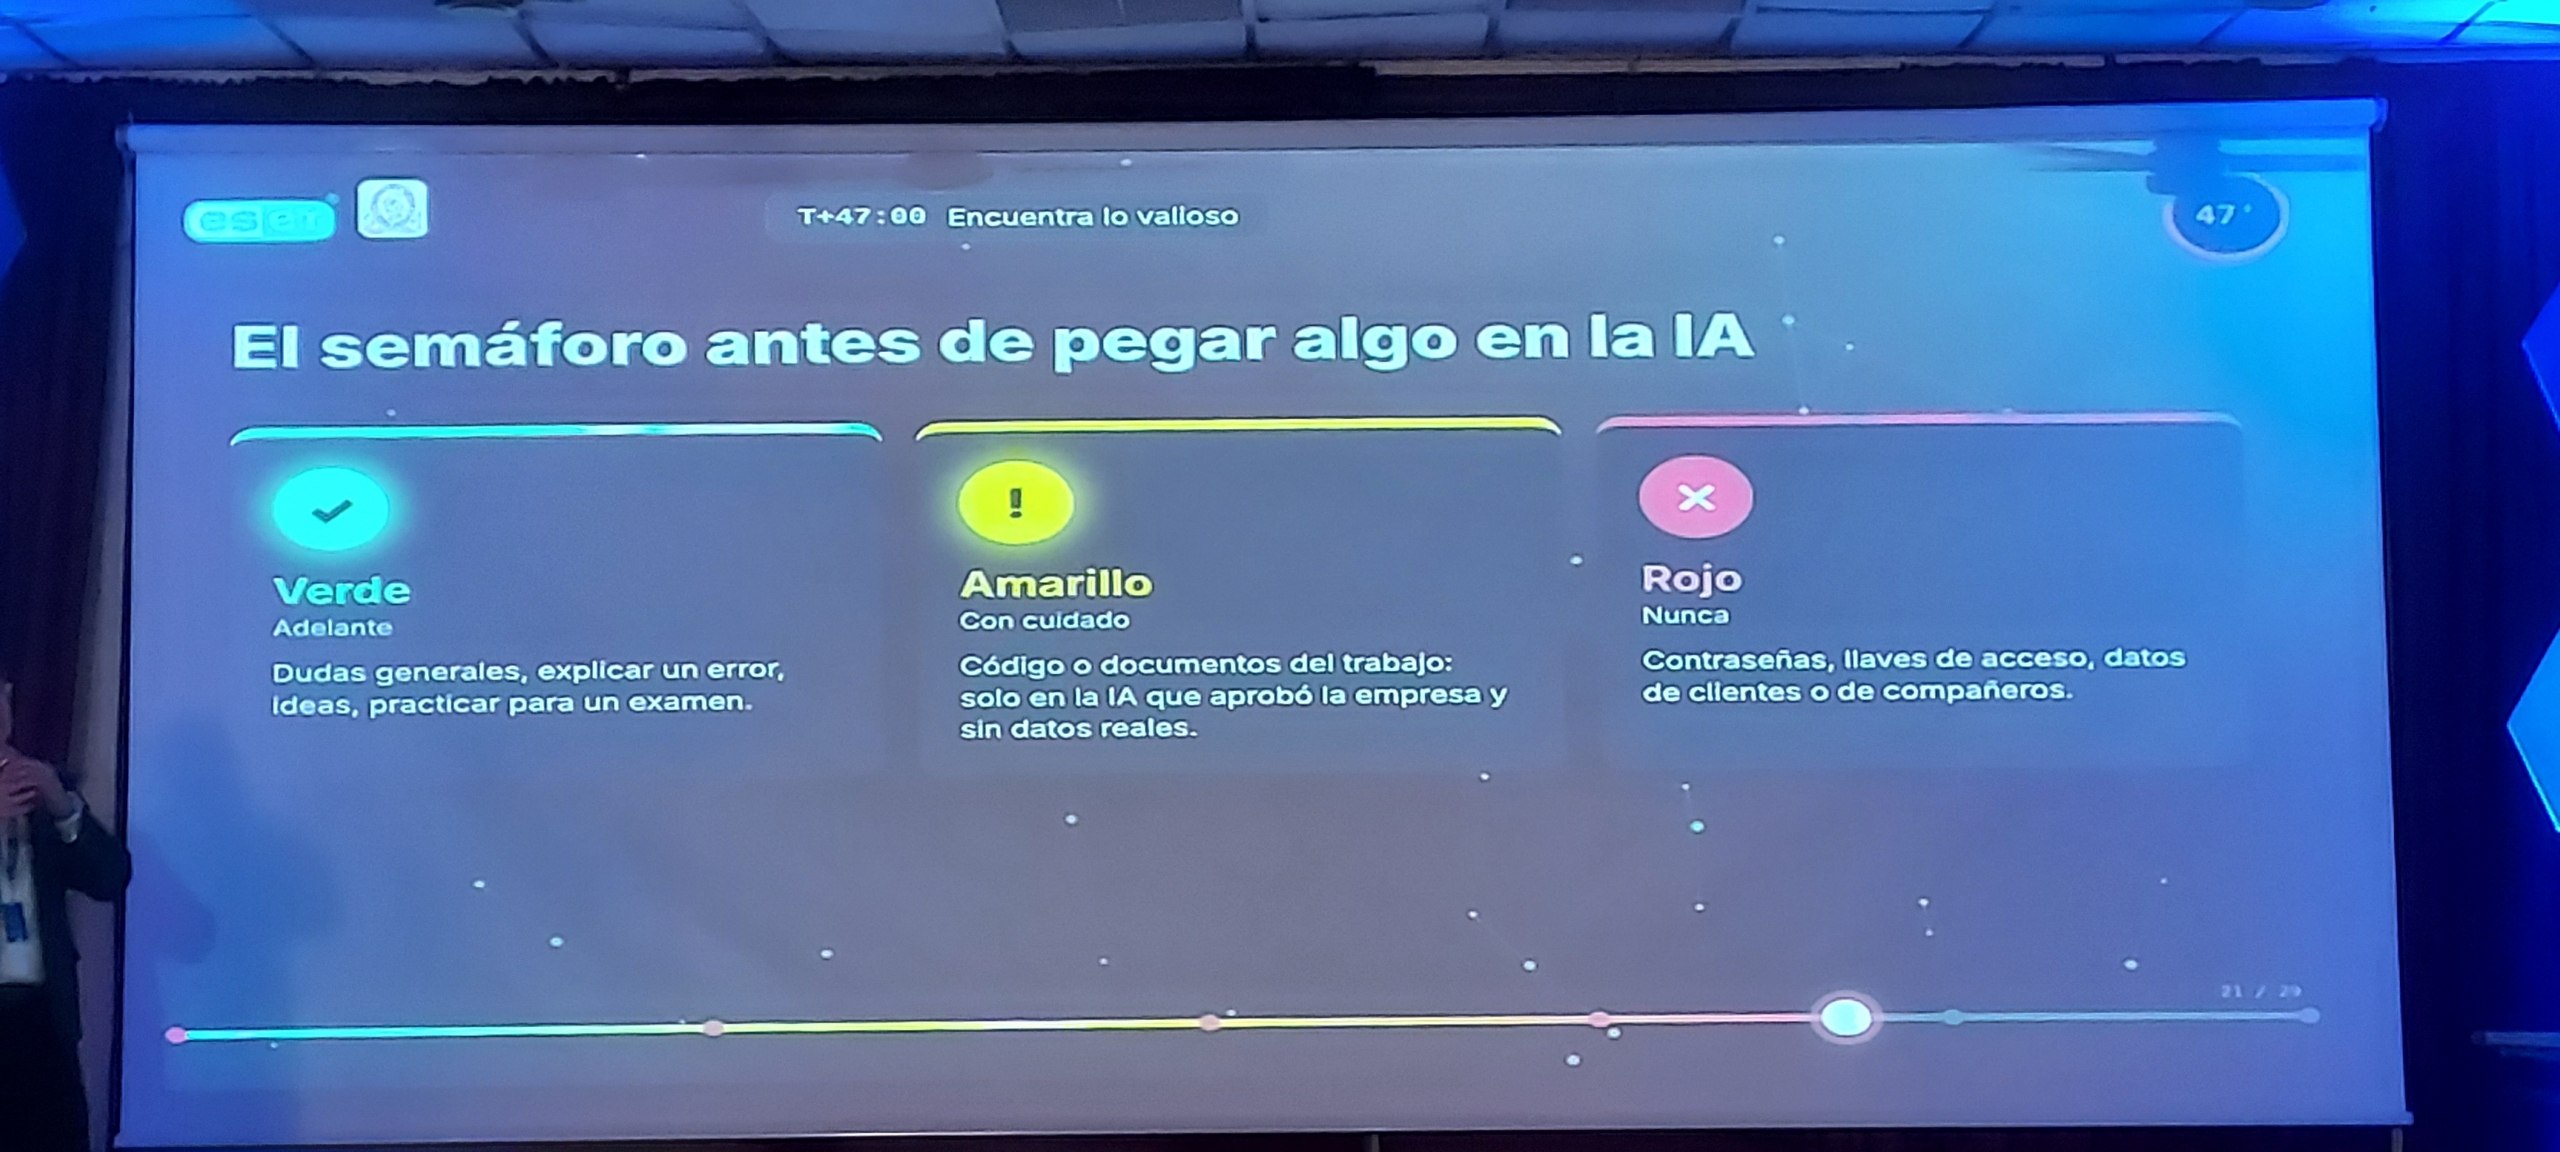 eset
T+47:00 Encuentra lo valioso
47'
El semáforo antes de pegar algo en la IA
Verde
Adelante
Dudas generales, explicar un error,
ideas, practicar para un examen.
Amarillo
Con cuidado
Código o documentos del trabajo:
solo en la IA que aprobó la empresa y
sin datos reales.
Rojo
Nunca
Contraseñas, llaves de acceso, datos
de clientes o de compañeros.
21 / 29